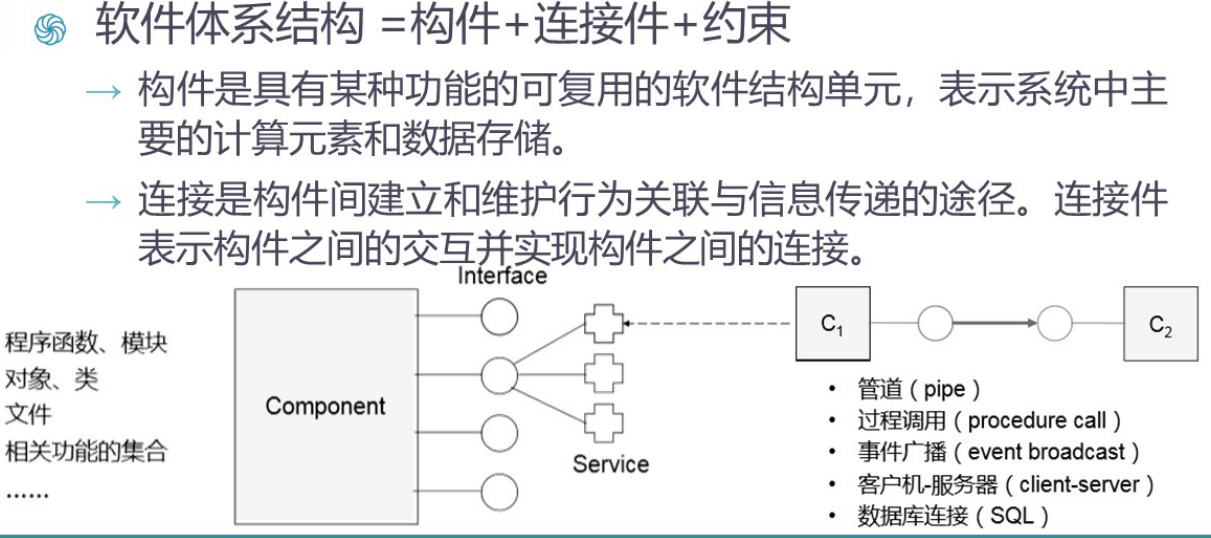 软件体系结构 =构件+连接件+约束
→ 构件是具有某种功能的可复用的软件结构单元，表示系统中主
要的计算元素和数据存储。
→ 连接是构件间建立和维护行为关联与信息传递的途径。连接件
表示构件之间的交互并实现构件之间的连接。
程序函数、模块
对象、类
文件
相关功能的集合
......
Component
Interface
Service
C₁
C₂
• 管道（pipe）
• 过程调用（procedure call）
• 事件广播（event broadcast）
• 客户机-服务器（client-server）
• 数据库连接（SQL）